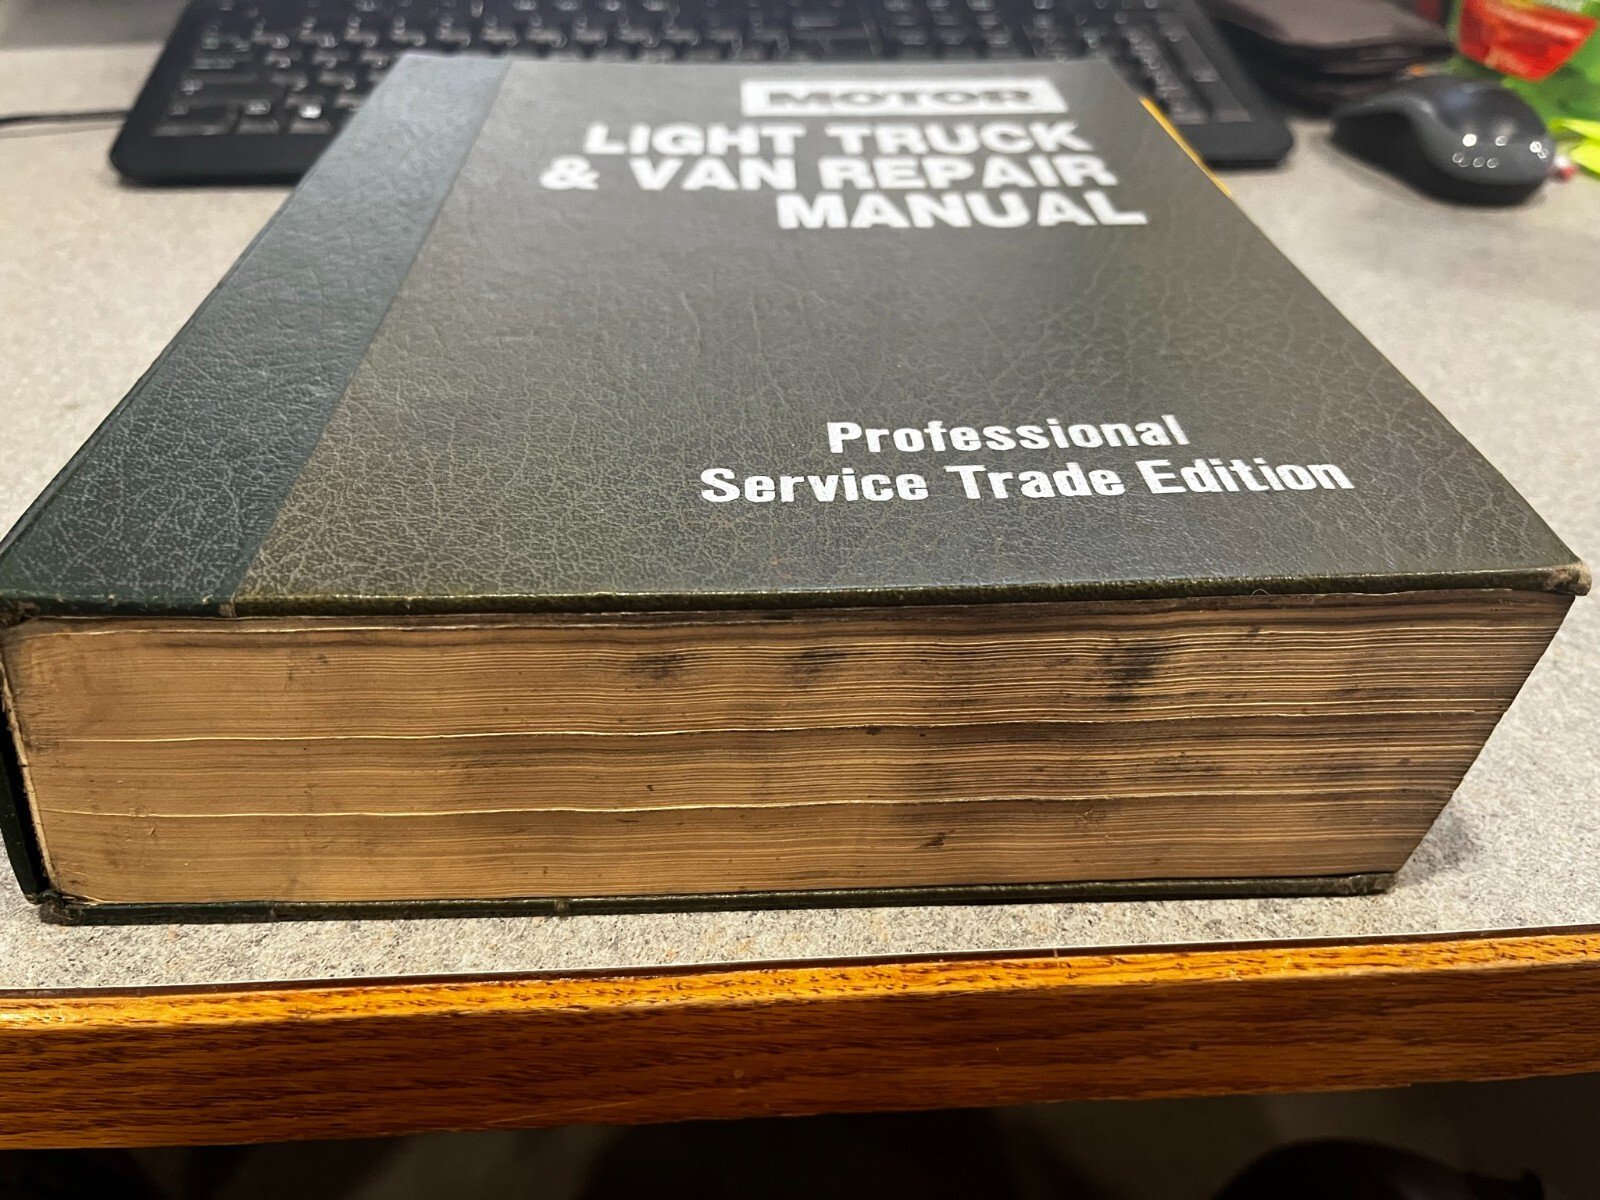 MOTOR
LIGHT TRUCK
& VAN REPAIR
MANUAL
Professional
Service Trade Edition